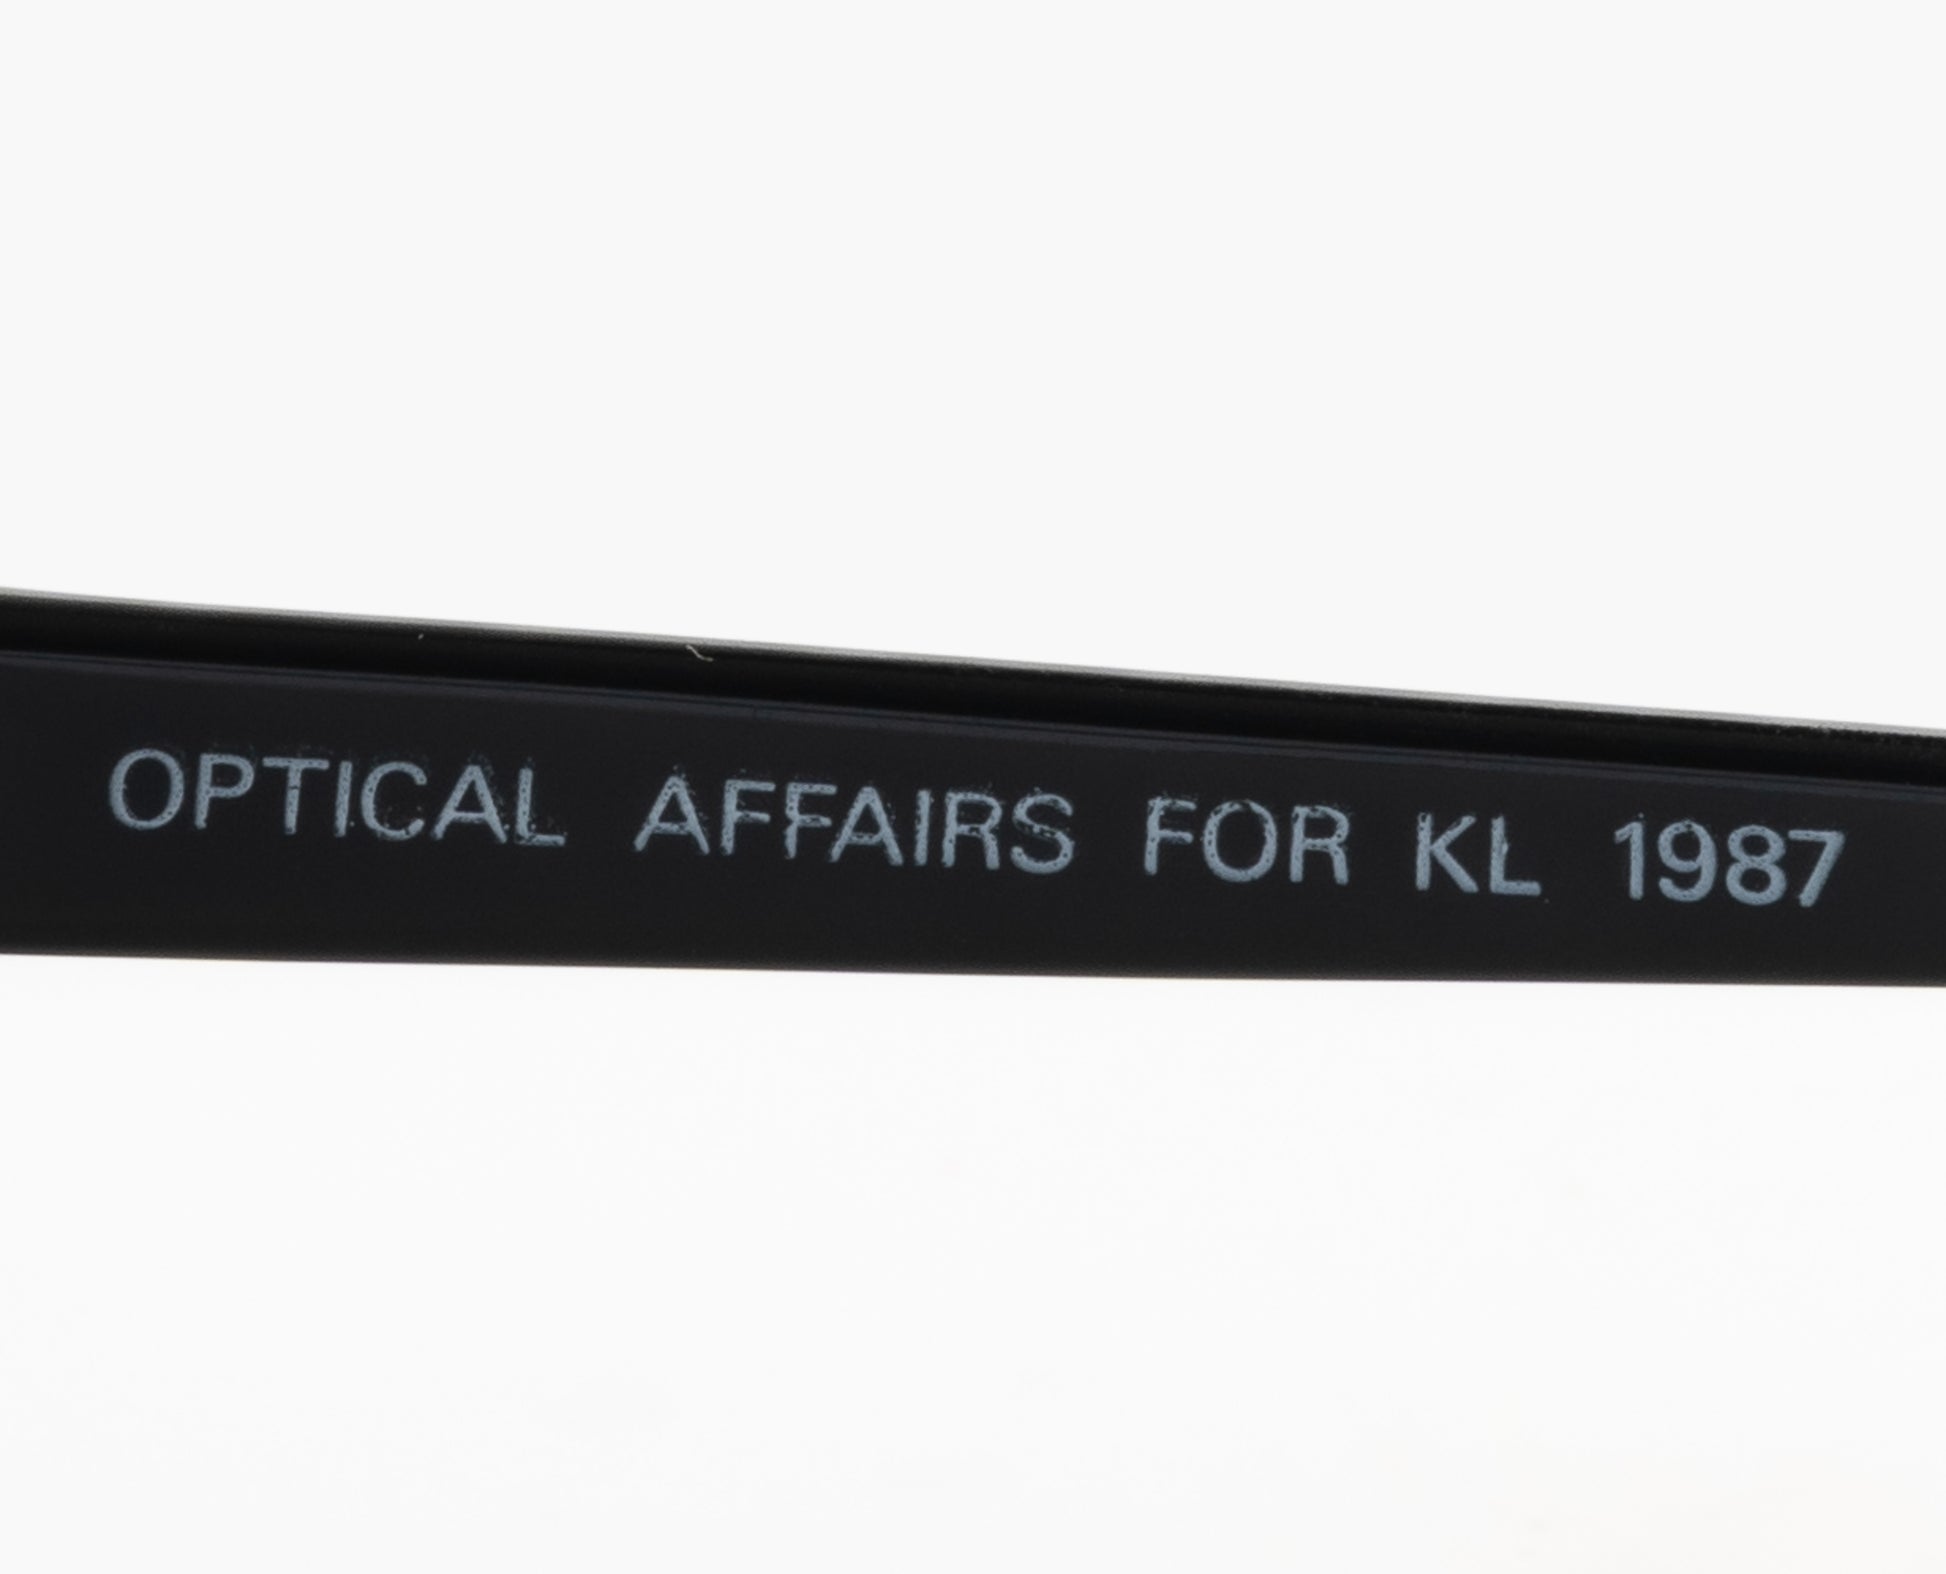 OPTICAL AFFAIRS FOR KL 1987